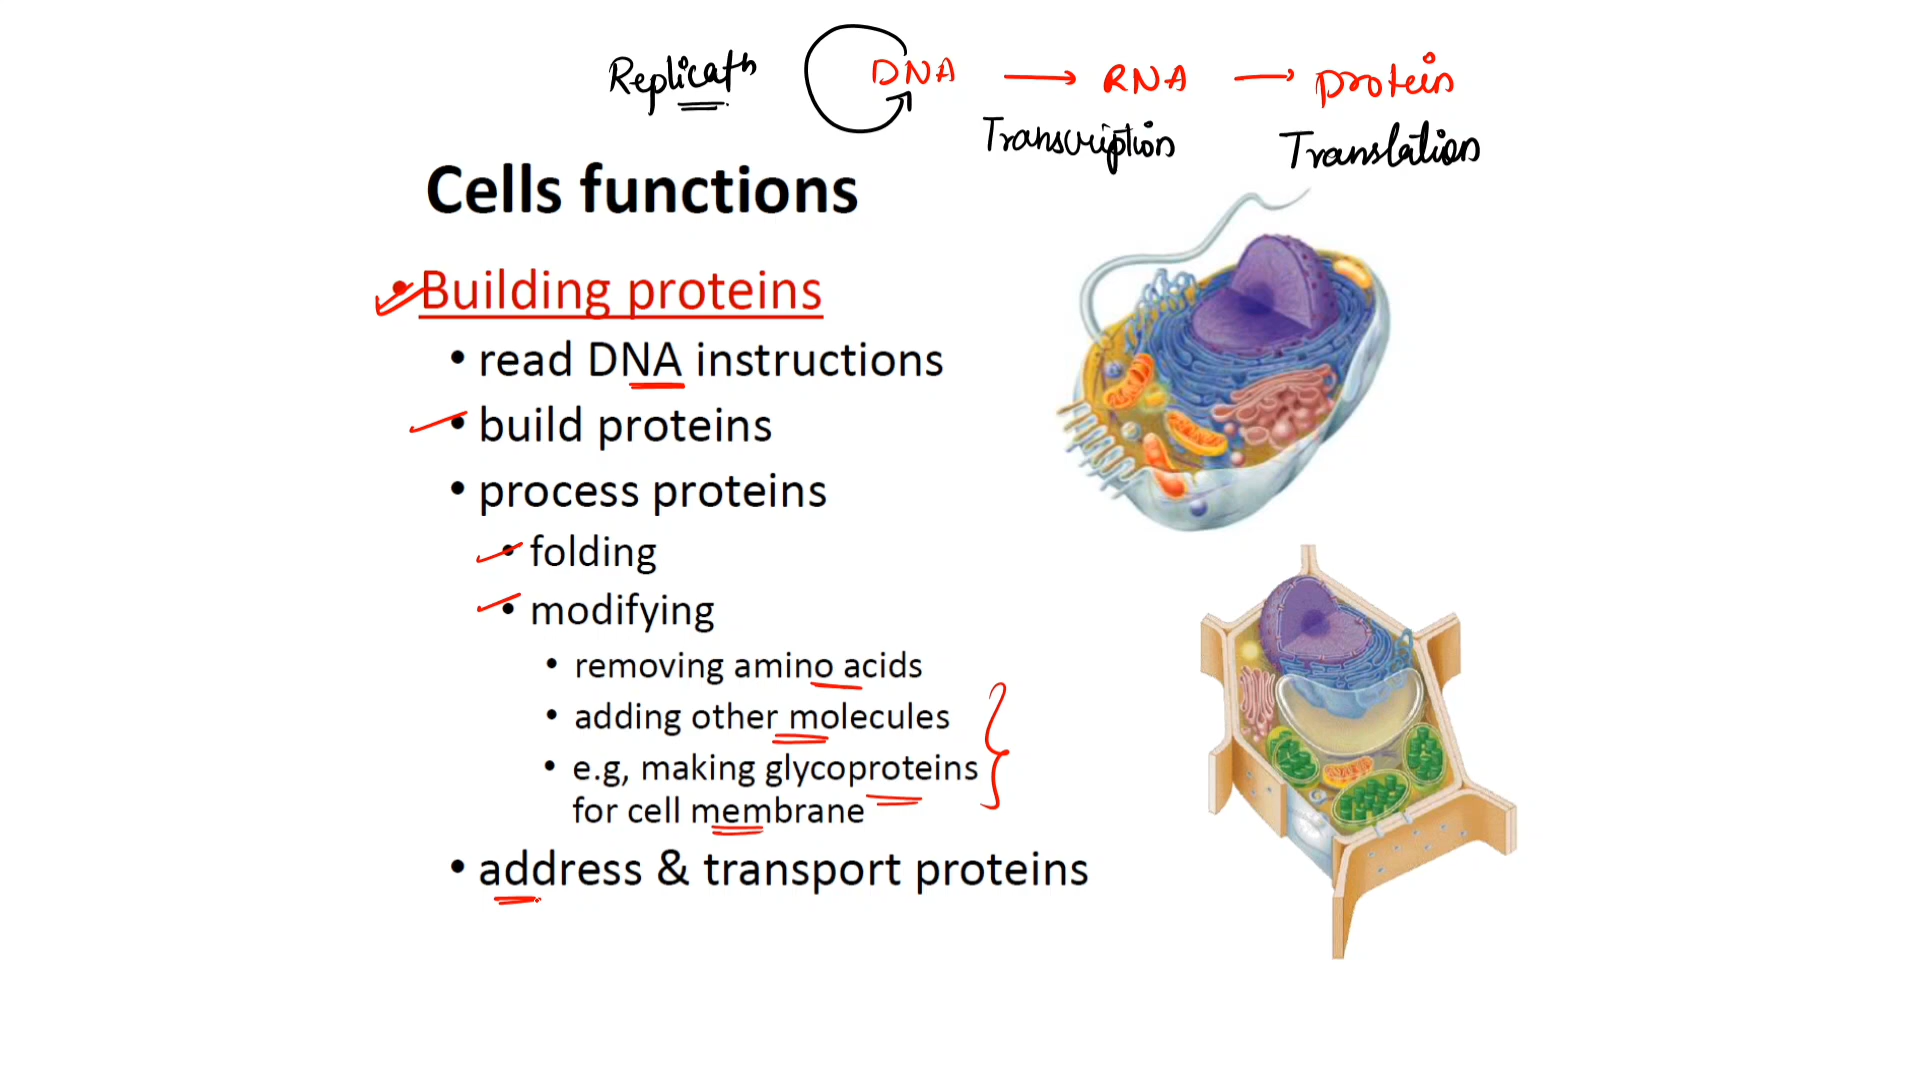 Replicatn DNA → RNA → protein
Transcription Translation
Cells functions
• Building proteins
• read DNA instructions
• build proteins
• process proteins
• folding
• modifying
• removing amino acids
• adding other molecules
• e.g, making glycoproteins
for cell membrane
• address & transport proteins